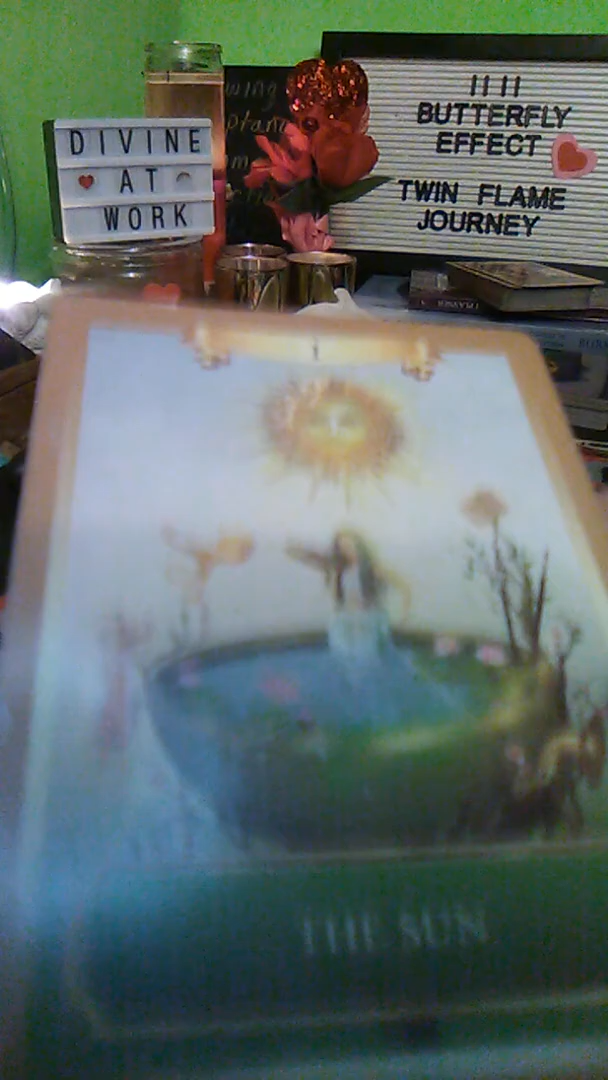 DIVINE
AT
WORK
11 11
BUTTERFLY
EFFECT
TWIN FLAME
JOURNEY
THE SUN